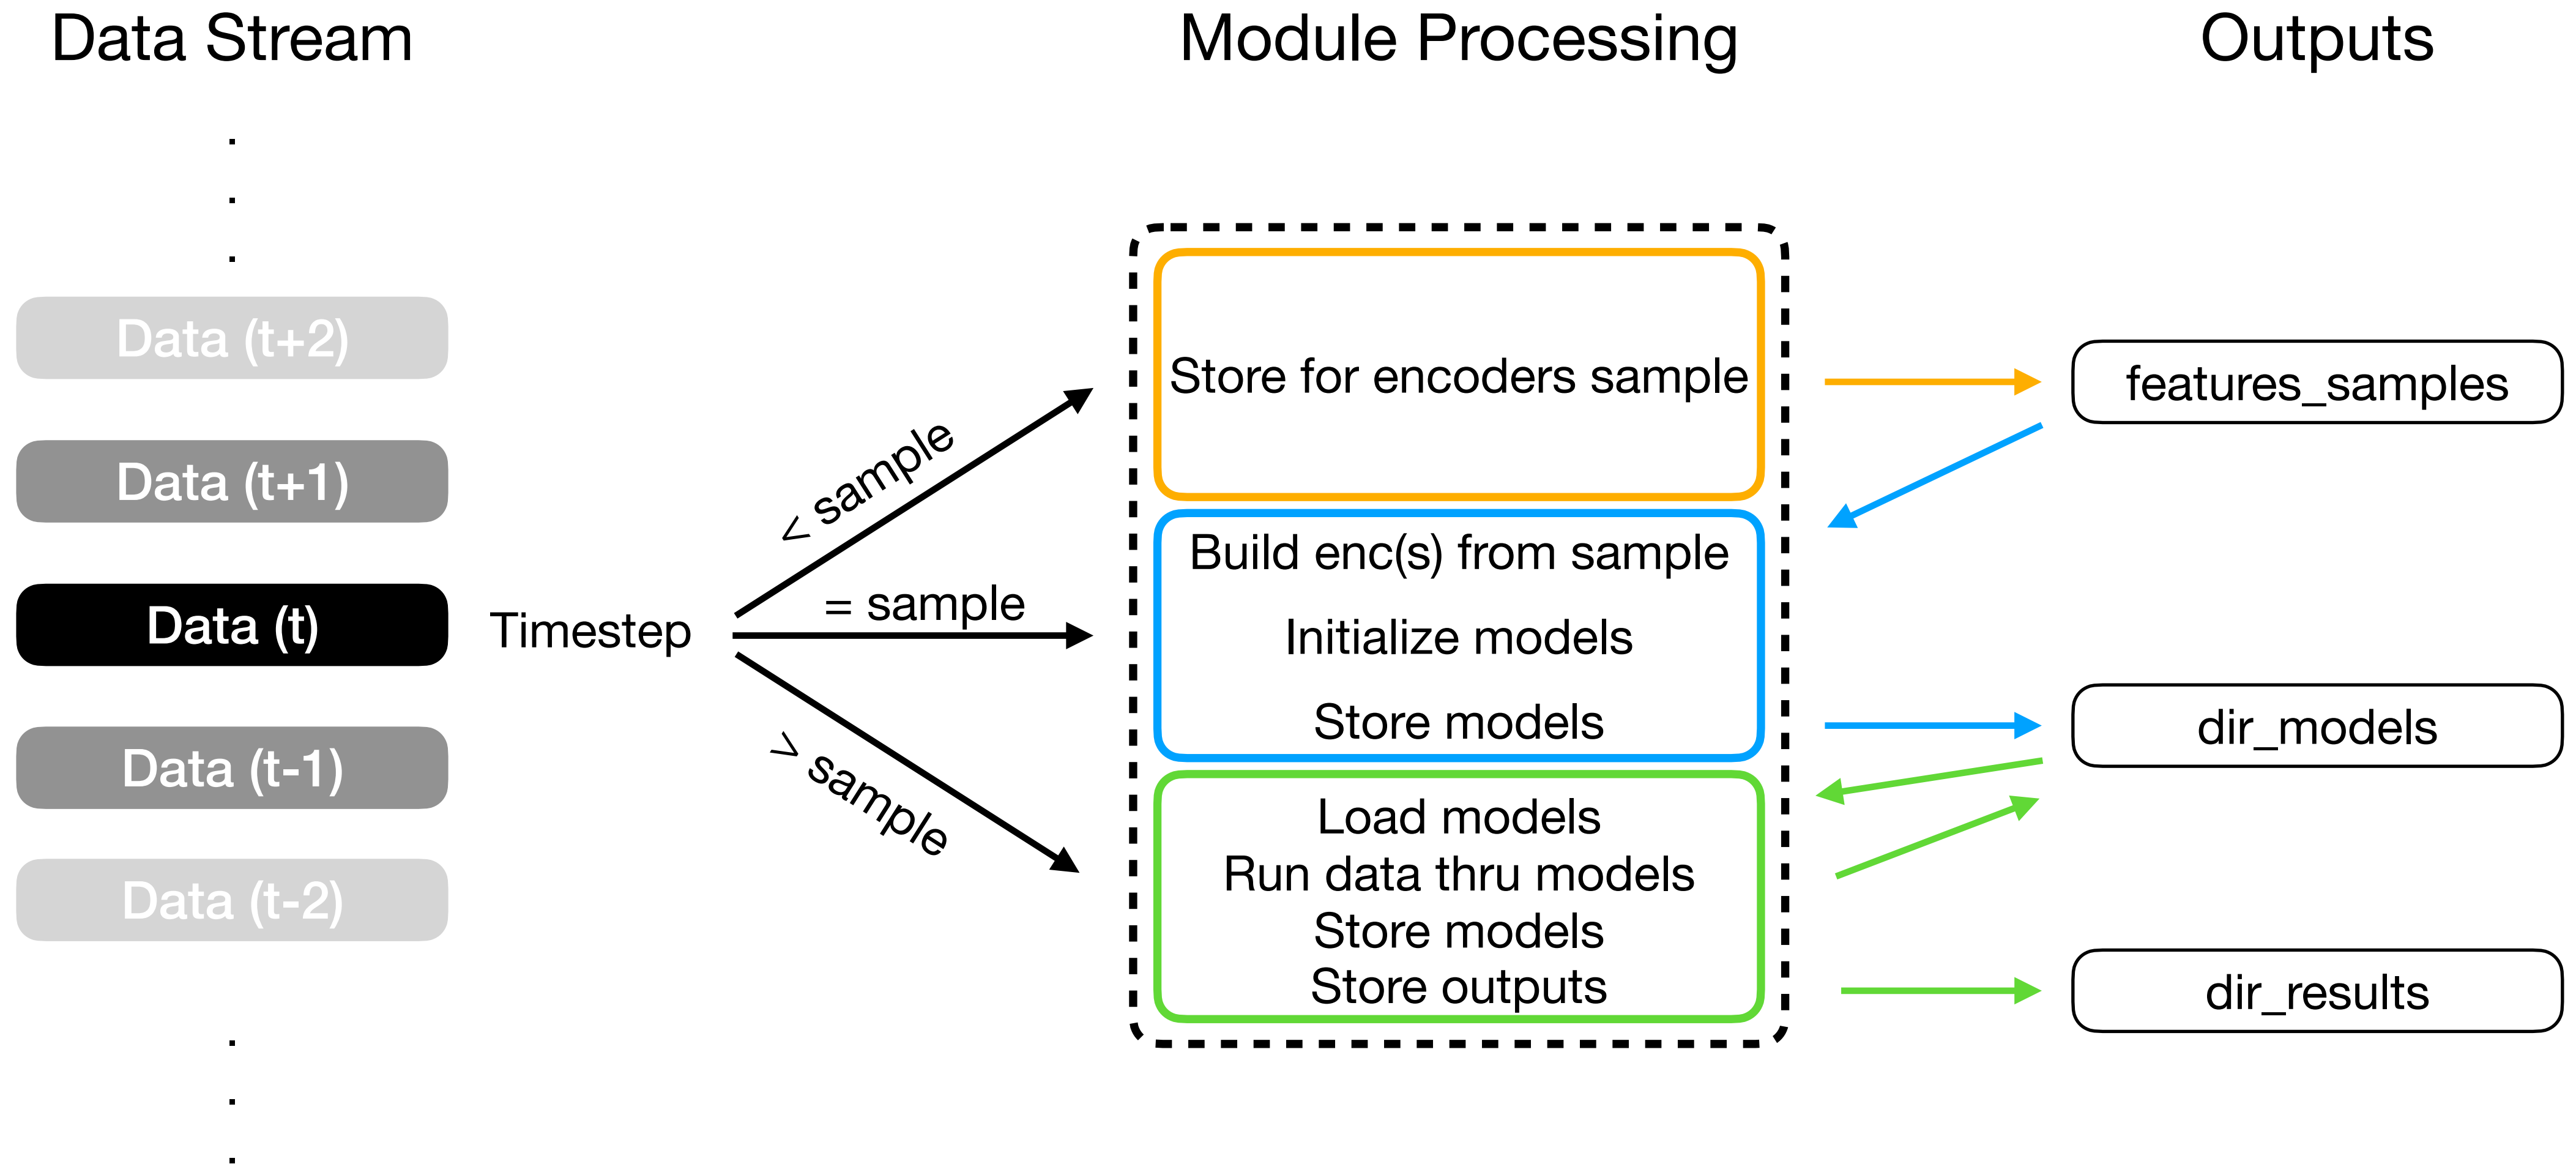 Data Stream
Module Processing
Outputs
Data (t+2)
Data (t+1)
Data (t)
Data (t-1)
Data (t-2)
Timestep
< sample
= sample
> sample
Store for encoders sample
Build enc(s) from sample
Initialize models
Store models
Load models
Run data thru models
Store models
Store outputs
features_samples
dir_models
dir_results